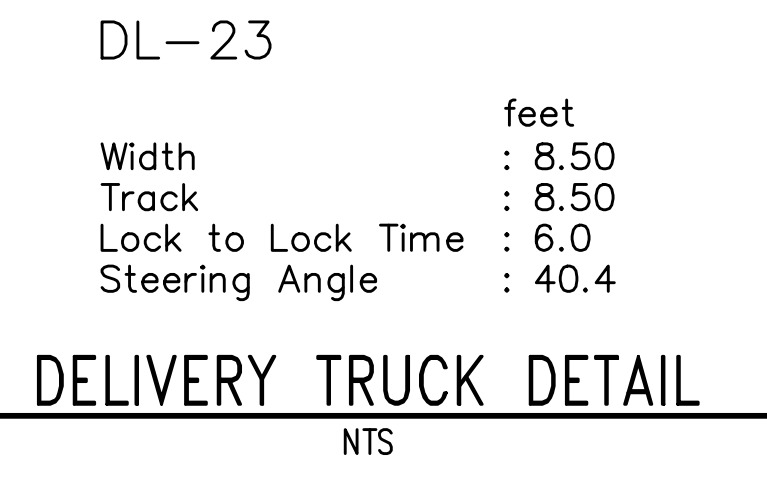 DL-23
feet
Width : 8.50
Track : 8.50
Lock to Lock Time : 6.0
Steering Angle : 40.4
DELIVERY TRUCK DETAIL
NTS